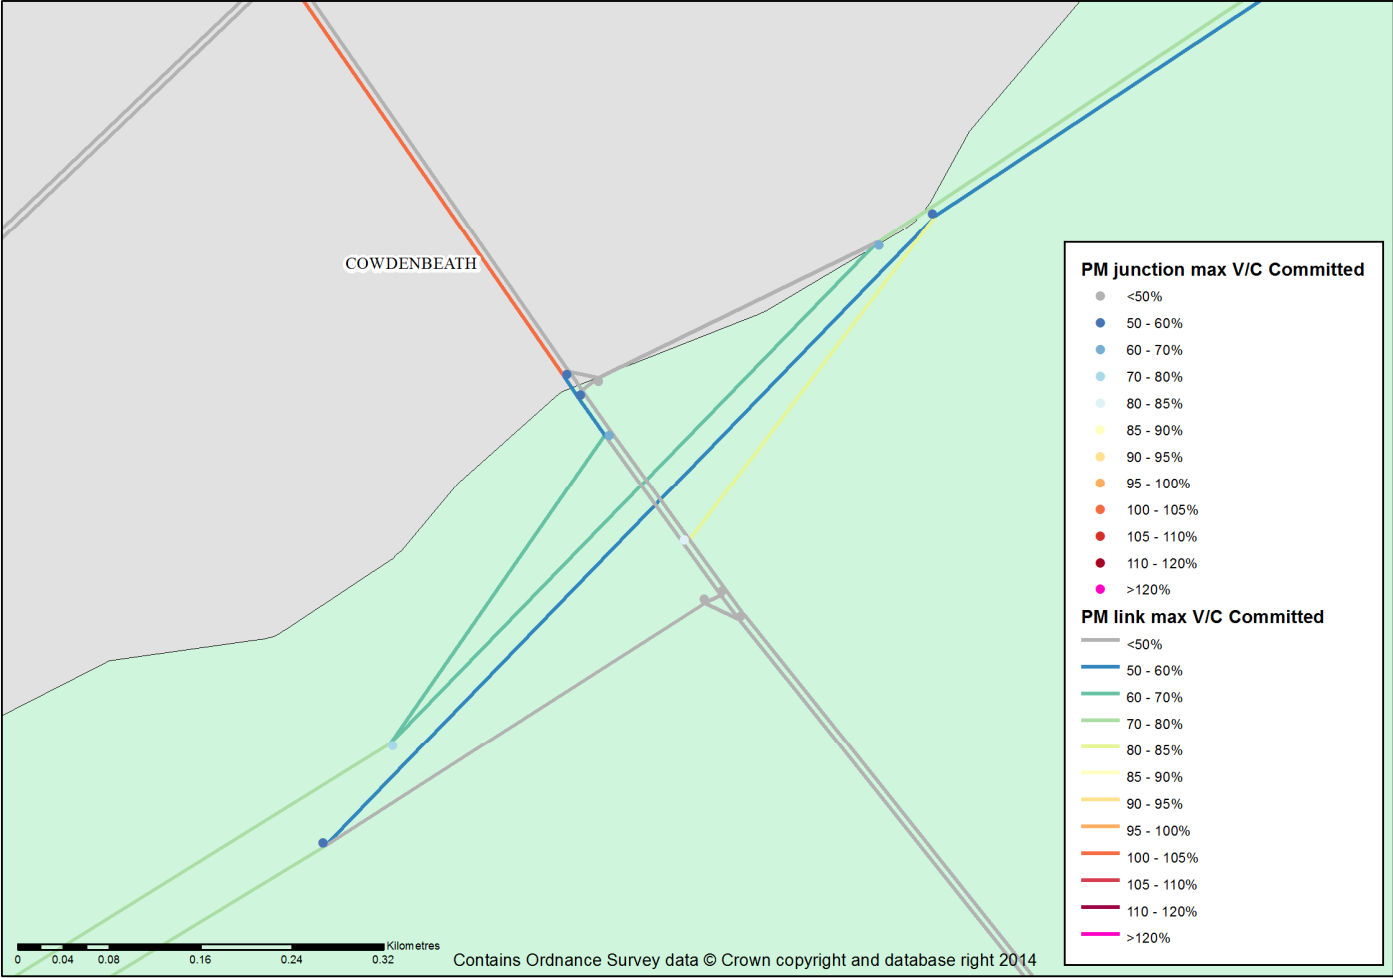 COWDENBEATH
PM junction max V/C Committed
<50%
50 - 60%
60 - 70%
70 - 80%
80 - 85%
85 - 90%
90 - 95%
95 - 100%
100 - 105%
105 - 110%
110 - 120%
>120%
PM link max V/C Committed
<50%
50 - 60%
60 - 70%
70 - 80%
80 - 85%
85 - 90%
90 - 95%
95 - 100%
100 - 105%
105 - 110%
110 - 120%
>120%
Kilometres
0 0.04 0.08 0.16 0.24 0.32
Contains Ordnance Survey data © Crown copyright and database right 2014